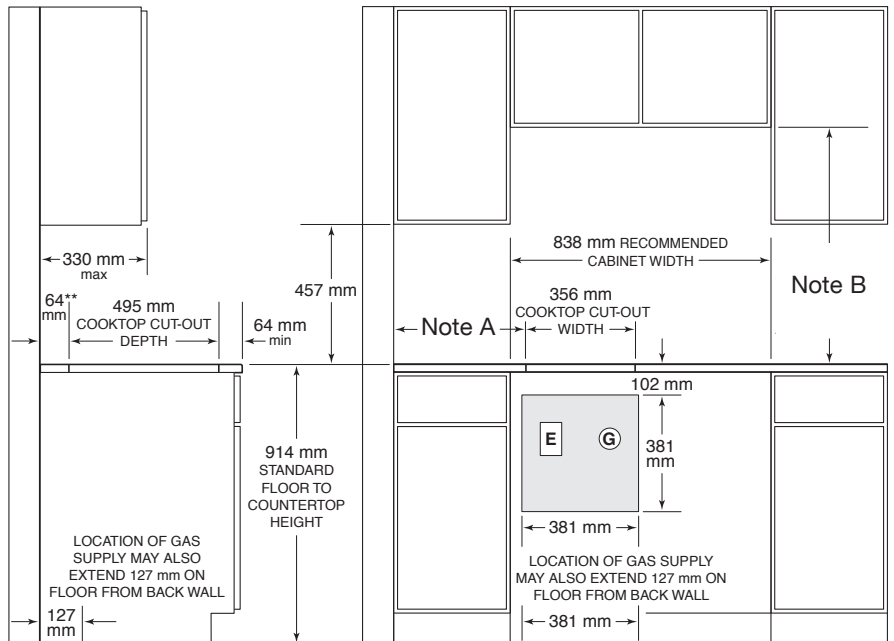 330 mm
max
64**
mm
495 mm
COOKTOP CUT-OUT
DEPTH
64 mm
min
457 mm
914 mm
STANDARD
FLOOR TO
COUNTERTOP
HEIGHT
LOCATION OF GAS
SUPPLY MAY ALSO
EXTEND 127 mm ON
FLOOR FROM BACK WALL
127
mm
838 mm RECOMMENDED
CABINET WIDTH
356 mm
COOKTOP CUT-OUT
WIDTH
Note A
Note B
102 mm
E
G
381
mm
381 mm
LOCATION OF GAS SUPPLY
MAY ALSO EXTEND 127 mm ON
FLOOR FROM BACK WALL
381 mm